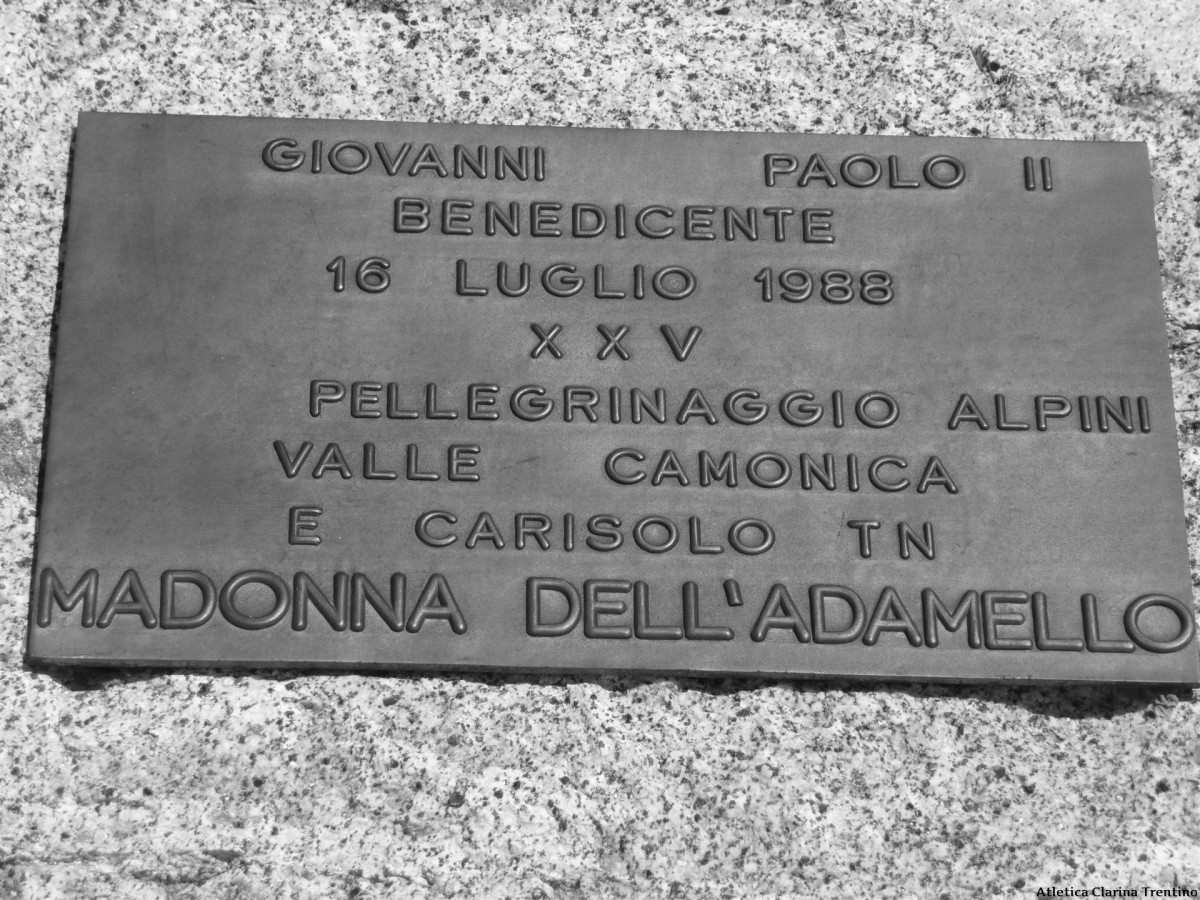 GIOVANNI PAOLO II
BENEDICENTE
16 LUGLIO 1988
XXV
PELLEGRINAGGIO ALPINI
VALLE CAMONICA
E CARISOLO TN
MADONNA DELL'ADAMELLO
Atletica Clarina Trentino